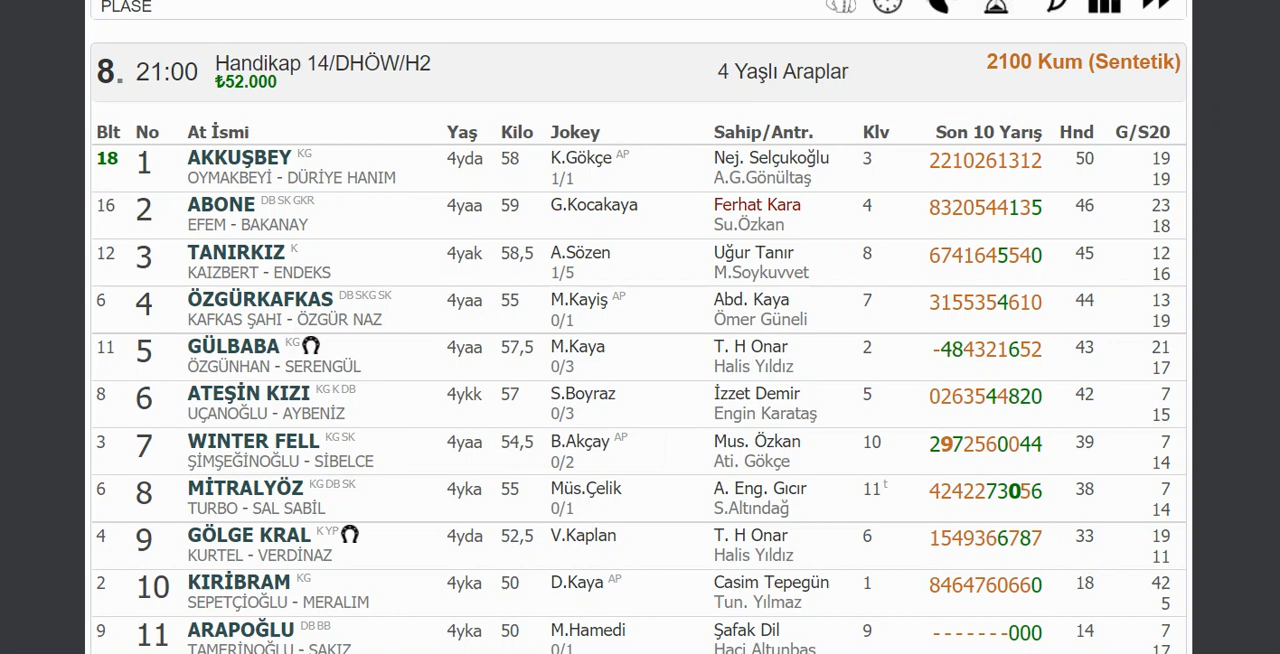 PLASE
8. 21:00 Handikap 14/DHÖW/H2 4 Yaşlı Araplar 2100 Kum (Sentetik)
₺52.000
Blt No At İsmi Yaş Kilo Jokey Sahip/Antr. Klv Son 10 Yarış Hnd G/S20
18 1 AKKUŞBEY KG 4yda 58 K.Gökçe AP Nej. Selçukoğlu 3 2210261312 50 19
OYMAKBEYİ - DÜRİYE HANIM 1/1 A.G.Gönültaş 19
16 2 ABONE DB SK GKR 4yaa 59 G.Kocakaya Ferhat Kara 4 8320544135 46 23
EFEM - BAKANAY Su.Özkan 18
12 3 TANIRKIZ K 4yak 58,5 A.Sözen Uğur Tanır 8 6741645540 45 12
KAIZBERT - ENDEKS 1/5 M.Soykuvvet 16
6 4 ÖZGÜRKAFKAS DB SKG SK 4yaa 55 M.Kayiş AP Abd. Kaya 7 3155354610 44 13
KAFKAS ŞAHI - ÖZGÜR NAZ 0/1 Ömer Güneli 19
11 5 GÜLBABA KG 4yaa 57,5 M.Kaya T. H Onar 2 -484321652 43 21
ÖZGÜNHAN - SERENGÜL 0/3 Halis Yıldız 17
8 6 ATEŞİN KIZI KG K DB 4ykk 57 S.Boyraz İzzet Demir 5 0263544820 42 7
UÇANOĞLU - AYBENİZ 0/3 Engin Karataş 15
3 7 WINTER FELL KG SK 4yaa 54,5 B.Akçay AP Mus. Özkan 10 2972560044 39 7
ŞİMŞEĞİNOĞLU - SİBELCE 0/2 Ati. Gökçe 14
6 8 MİTRALYÖZ KG DB SK 4yka 55 Müs.Çelik A. Eng. Gıcır 11 t 4242273056 38 7
TURBO - SAL SABİL 0/1 S.Altındağ 14
4 9 GÖLGE KRAL K YP 4yda 52,5 V.Kaplan T. H Onar 6 1549366787 33 19
KURTEL - VERDİNAZ Halis Yıldız 11
2 10 KIRİBRAM KG 4yka 50 D.Kaya AP Casim Tepegün 1 8464760660 18 42
SEPETÇİOĞLU - MERALIM Tun. Yılmaz 5
9 11 ARAPOĞLU DB BB 4yka 50 M.Hamedi Şafak Dil 9 -------000 14 7
TAMERİNOĞLU - SAKIZ 0/1 Haci Altunbaş 17